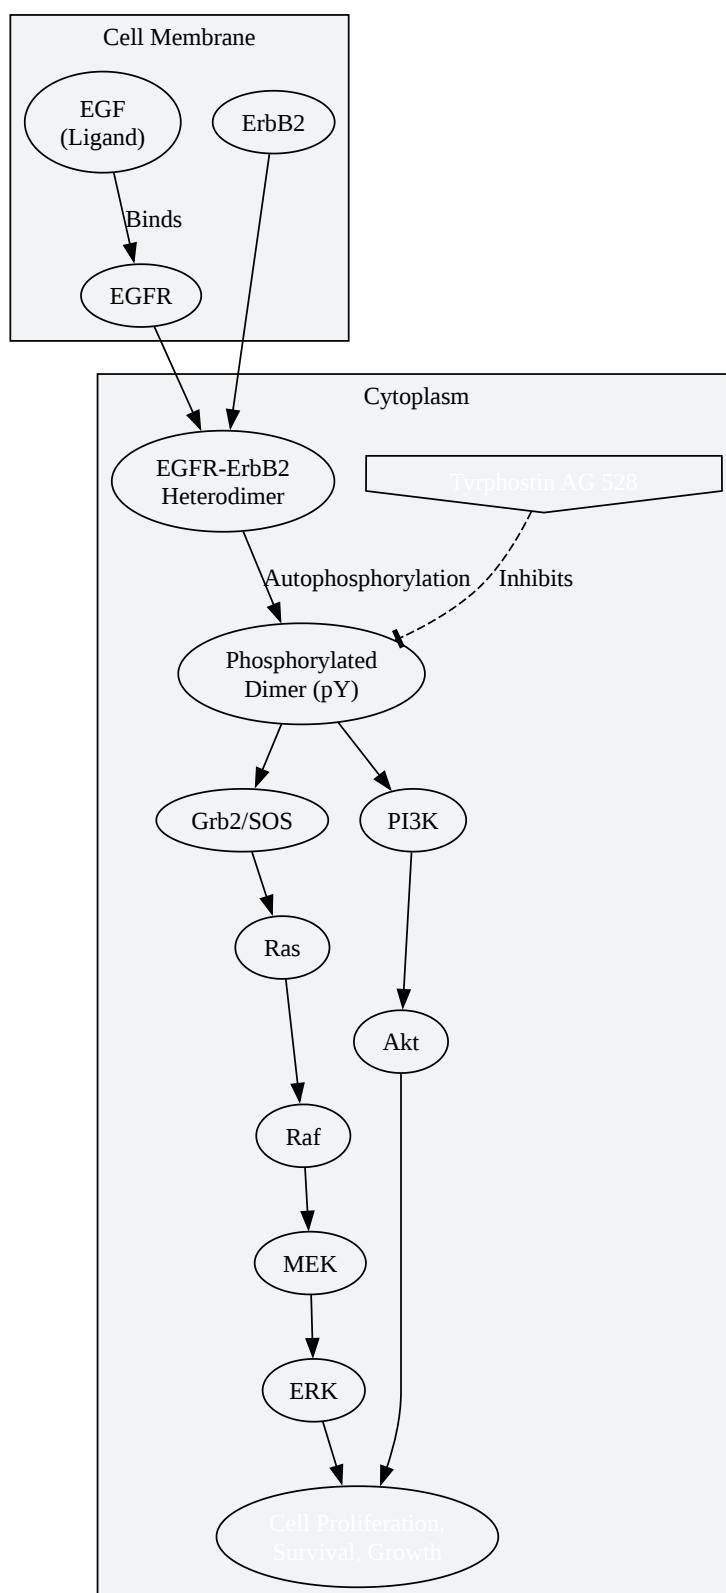 Cell Membrane
EGF
(Ligand)
ErbB2
Binds
EGFR
Cytoplasm
EGFR-ErbB2
Heterodimer
Tyrphostin AG 528
Autophosphorylation
Inhibits
Phosphorylated
Dimer (pY)
Grb2/SOS
PI3K
Ras
Akt
Raf
MEK
ERK
Cell Proliferation,
Survival, Growth